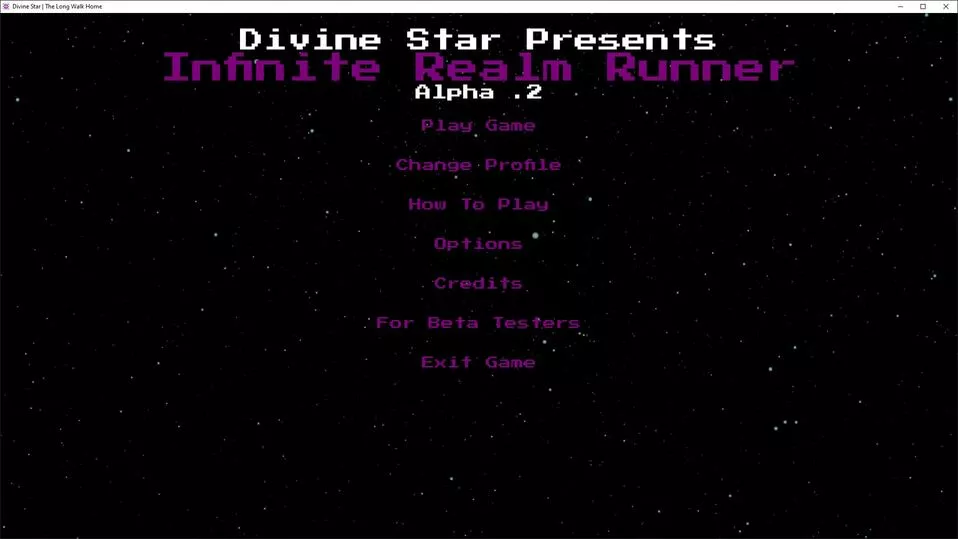 Divine Star | The Long Walk Home
Divine Star Presents
Infinite Realm Runner
Alpha .2
Play Game
Change Profile
How To Play
Options
Credits
For Beta Testers
Exit Game